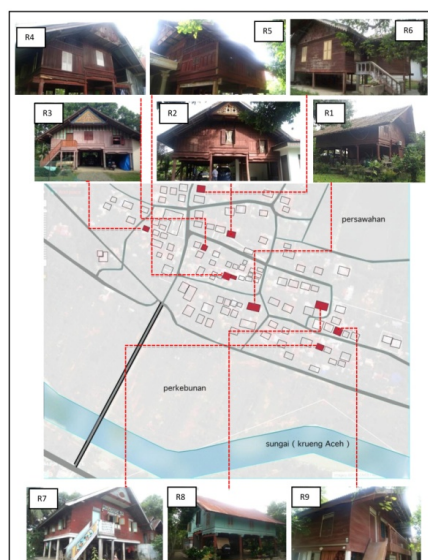 R4
R5
R6
R3
R2
R1
persawahan
perkebunan
sungai ( krueng Aceh )
R7
R8
R9